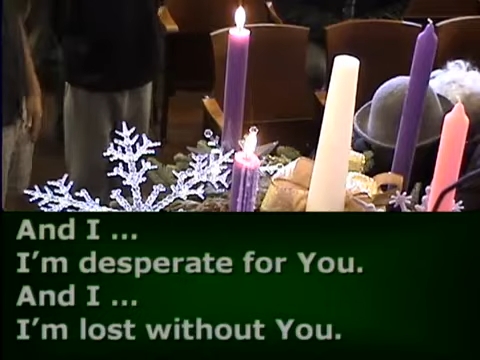 And I ...
I'm desperate for You.
And I ...
I'm lost without You.